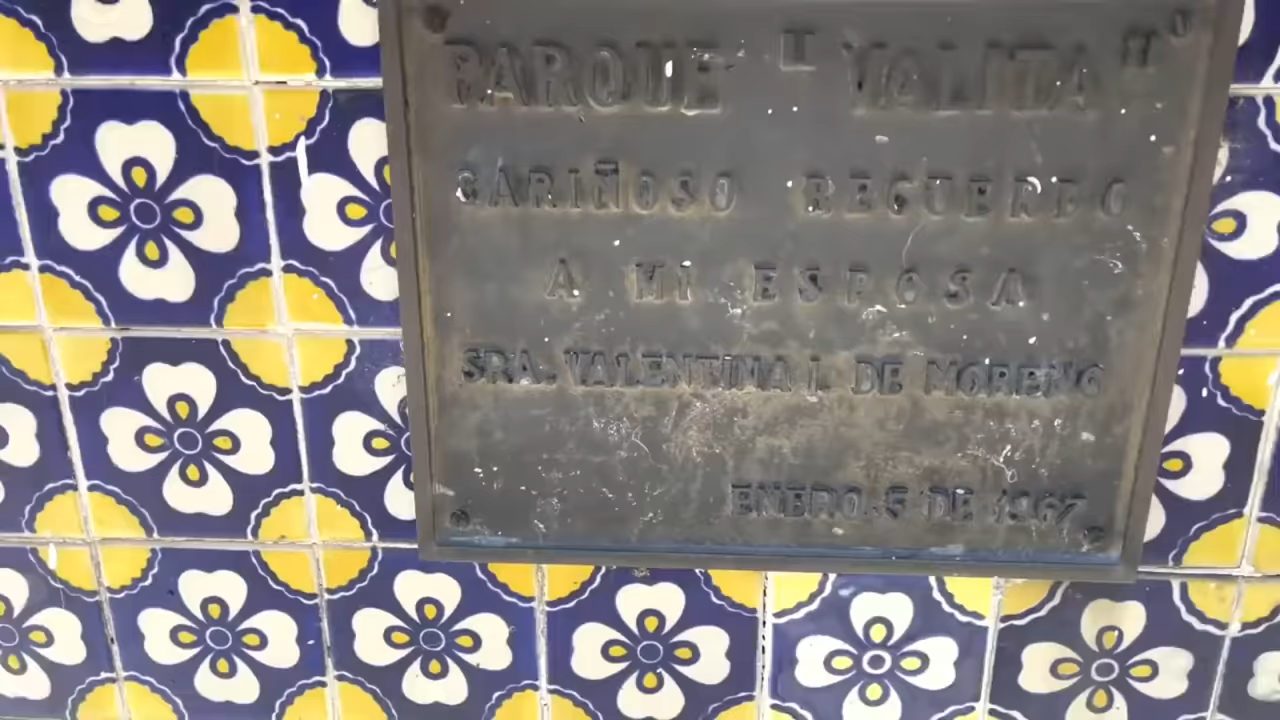 PARQUE "VALITA"
CARIÑOSO RECUERDO
A MI ESPOSA
SRA. VALENTINA I. DE MORENO
ENERO. 5 DE 1967